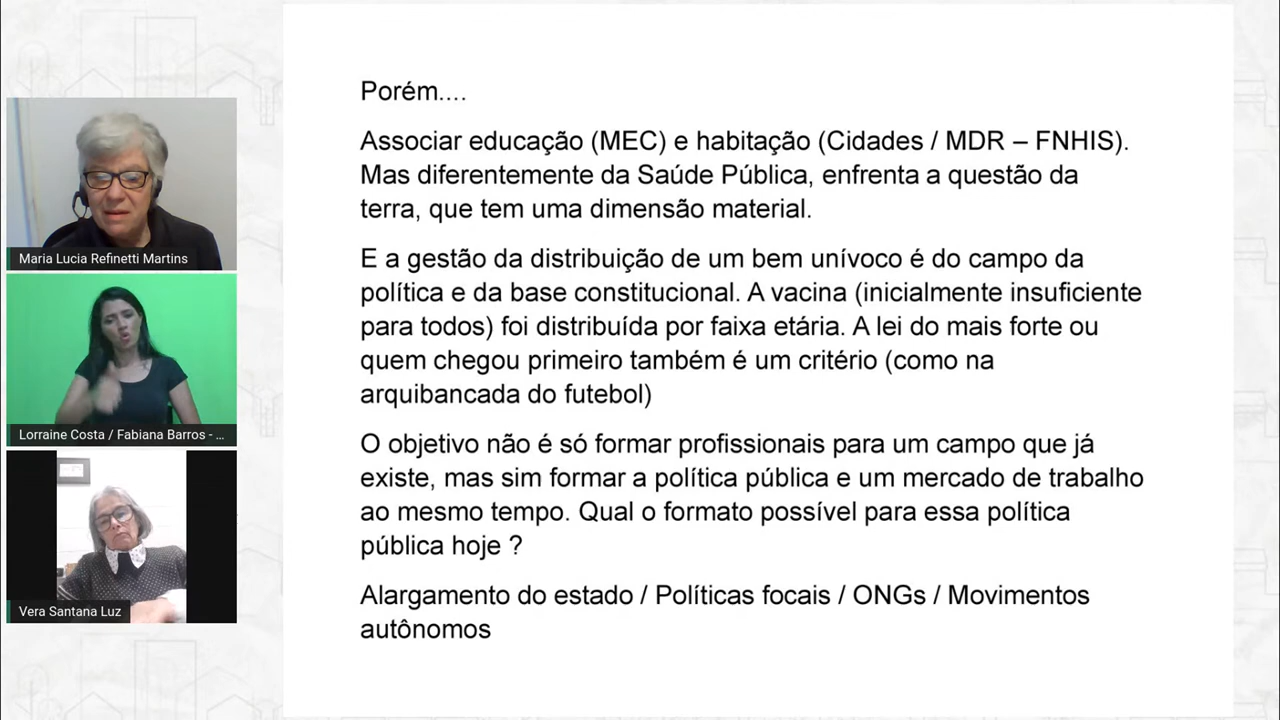 Maria Lucia Refinetti Martins
Lorraine Costa / Fabiana Barros - ...
Vera Santana Luz
Porém....
Associar educação (MEC) e habitação (Cidades / MDR – FNHIS).
Mas diferentemente da Saúde Pública, enfrenta a questão da
terra, que tem uma dimensão material.
E a gestão da distribuição de um bem unívoco é do campo da
política e da base constitucional. A vacina (inicialmente insuficiente
para todos) foi distribuída por faixa etária. A lei do mais forte ou
quem chegou primeiro também é um critério (como na
arquibancada do futebol)
O objetivo não é só formar profissionais para um campo que já
existe, mas sim formar a política pública e um mercado de trabalho
ao mesmo tempo. Qual o formato possível para essa política
pública hoje ?
Alargamento do estado / Políticas focais / ONGs / Movimentos
autônomos